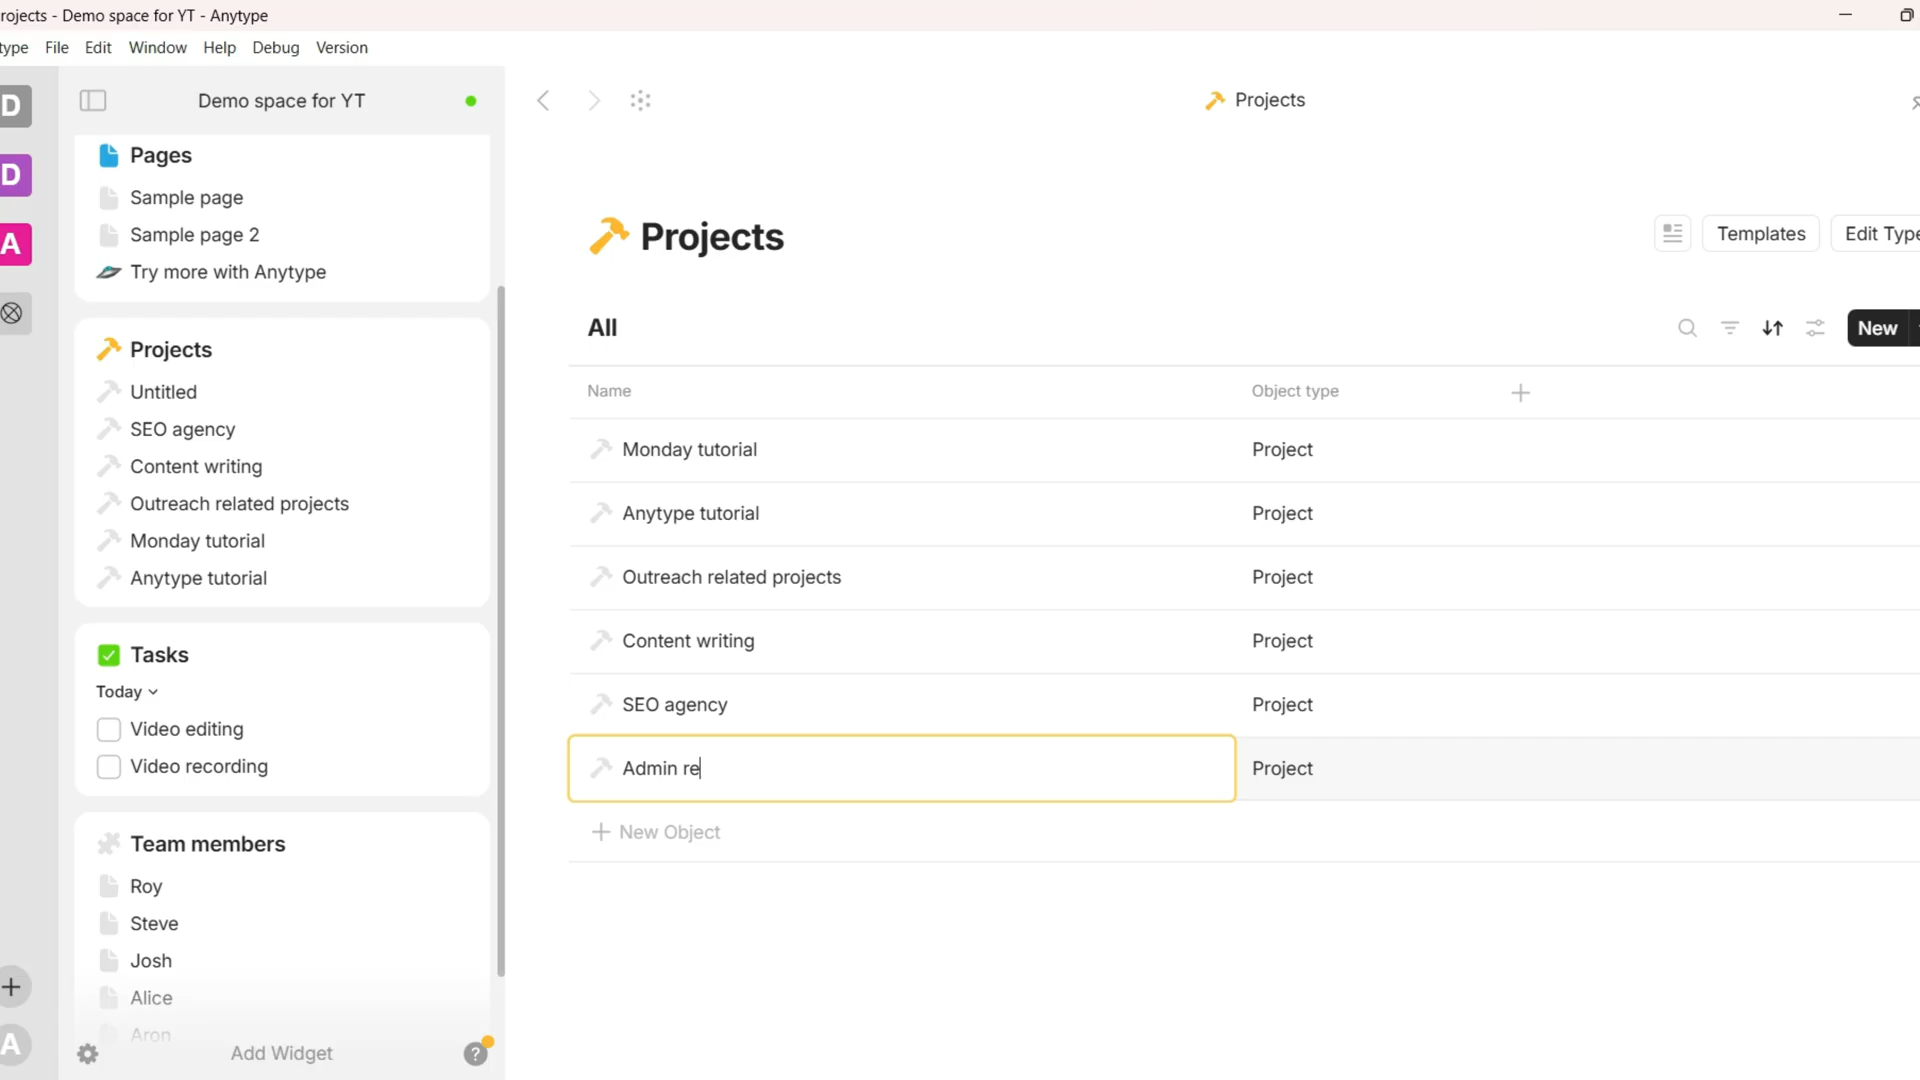 rojects - Demo space for YT - Anytype
type File Edit Window Help Debug Version
D
D
A
A
Demo space for YT
Pages
Sample page
Sample page 2
Try more with Anytype
Projects
Untitled
SEO agency
Content writing
Outreach related projects
Monday tutorial
Anytype tutorial
Tasks
Today
Video editing
Video recording
Team members
Roy
Steve
Josh
Alice
Aron
Add Widget
?
Projects
Projects
Templates
Edit Type
All
New
Name Object type
Monday tutorial Project
Anytype tutorial Project
Outreach related projects Project
Content writing Project
SEO agency Project
Admin re Project
New Object